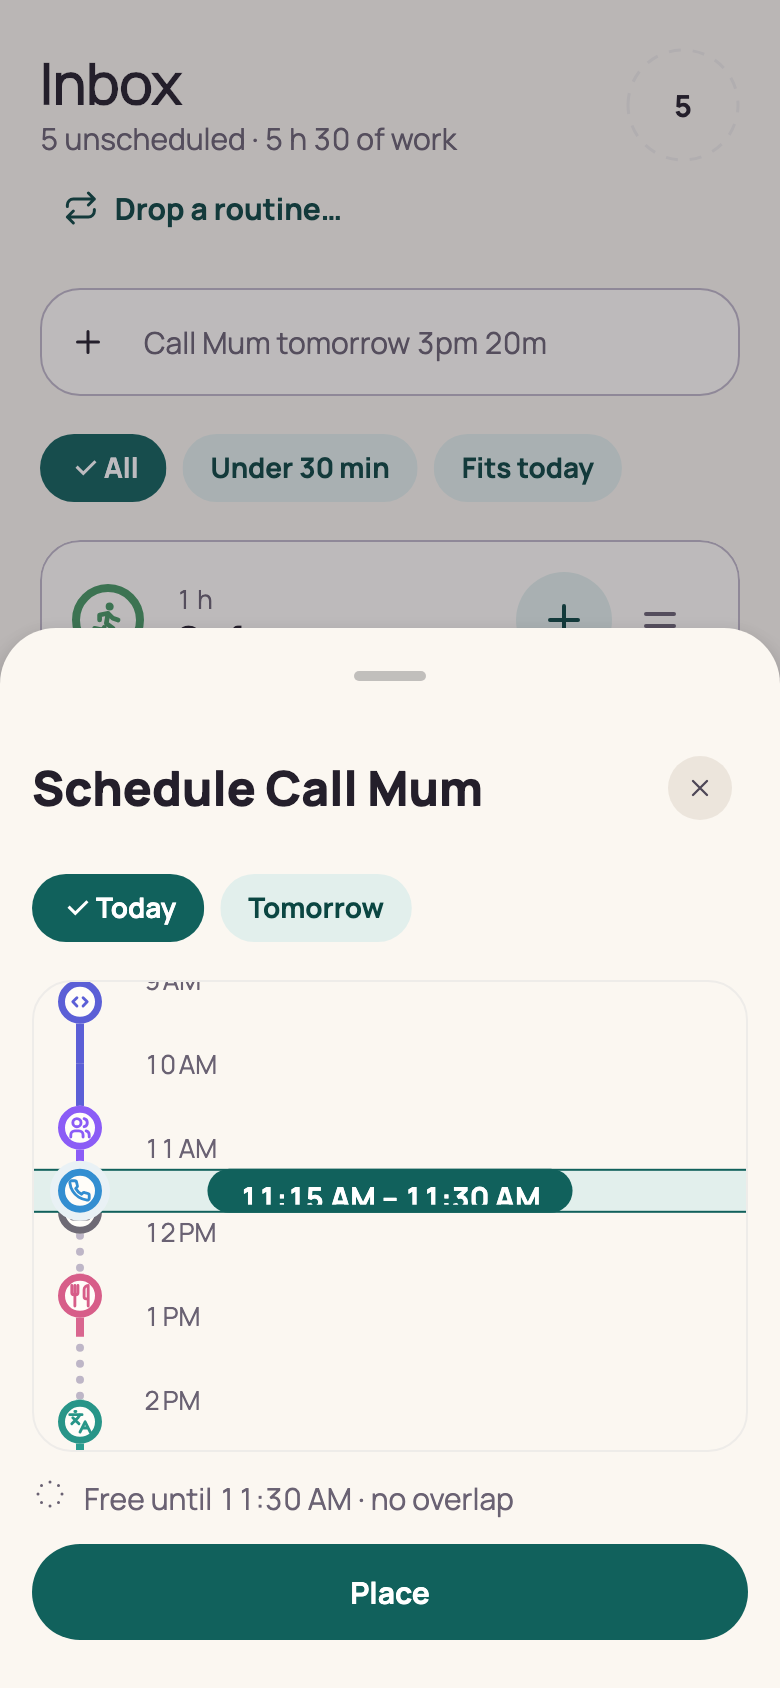 Inbox
5
5 unscheduled · 5 h 30 of work
Drop a routine...
Call Mum tomorrow 3pm 20m
All
Under 30 min
Fits today
1 h
Schedule Call Mum
Today
Tomorrow
9 AM
10 AM
11 AM
11:15 AM – 11:30 AM
12 PM
1 PM
2 PM
Free until 11:30 AM · no overlap
Place